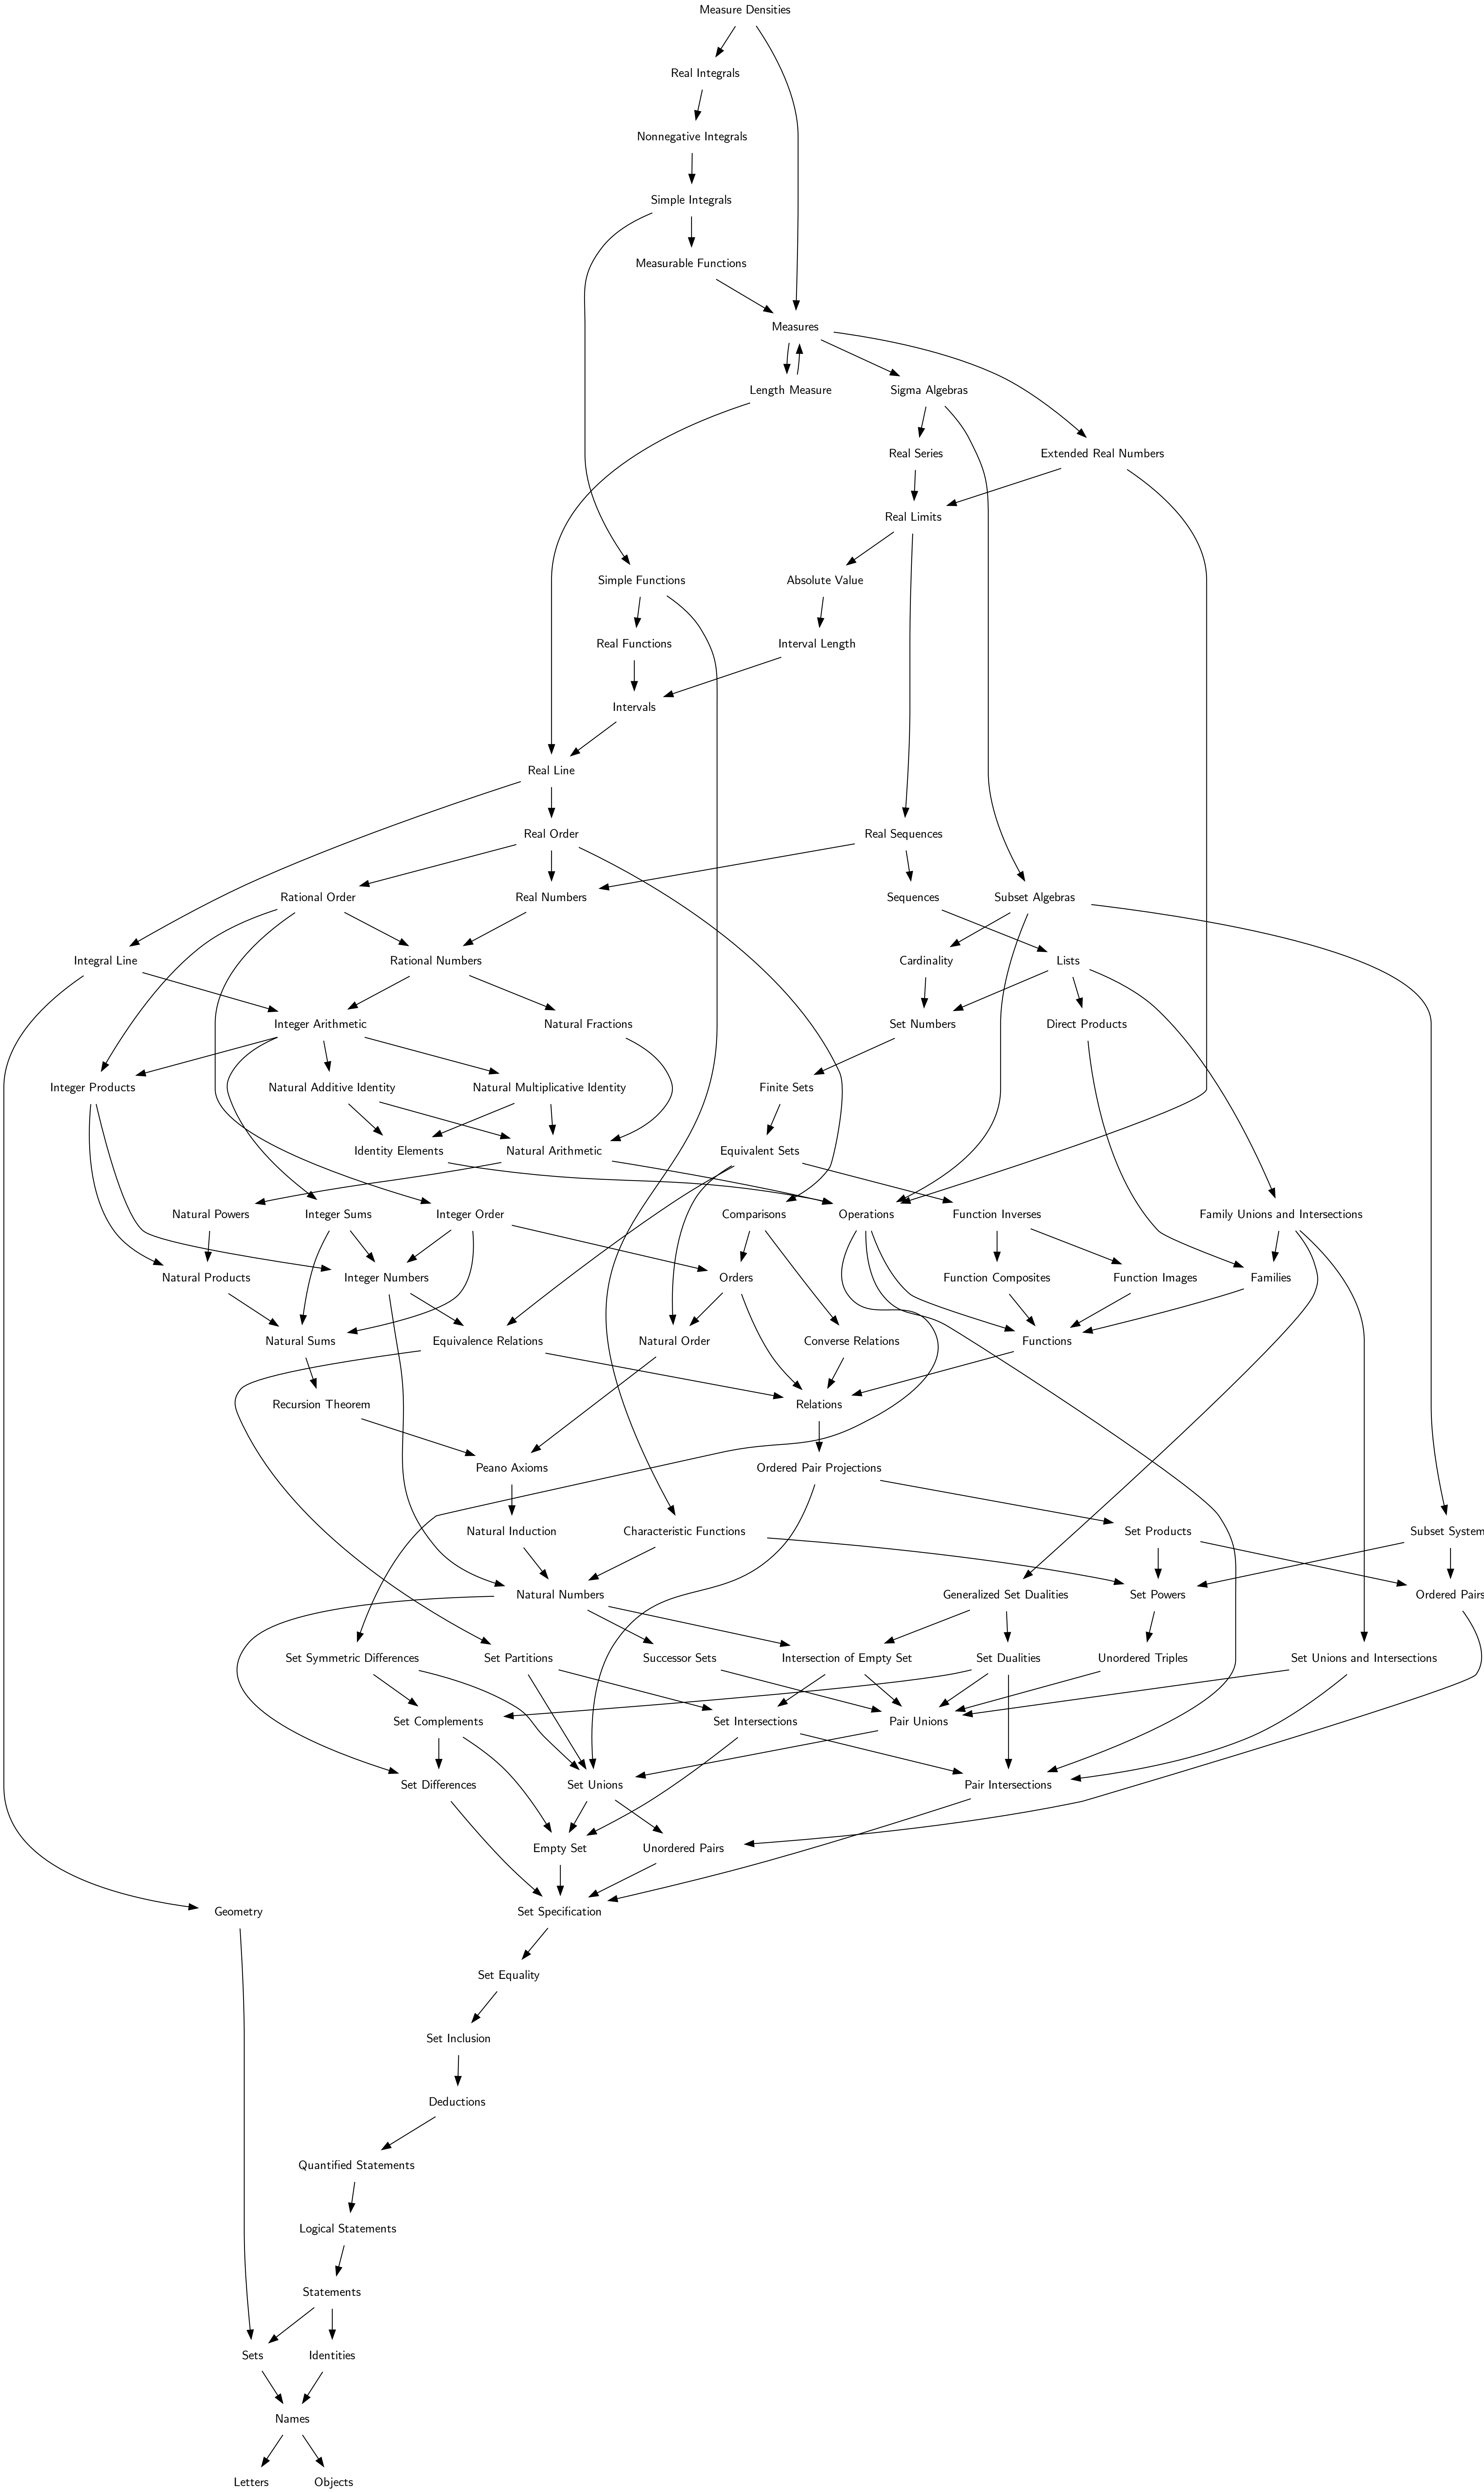 Measure Densities
Real Integrals
Nonnegative Integrals
Simple Integrals
Measurable Functions
Measures
Length Measure
Sigma Algebras
Real Series
Extended Real Numbers
Real Limits
Simple Functions
Absolute Value
Real Functions
Interval Length
Intervals
Real Line
Real Order
Real Sequences
Rational Order
Real Numbers
Sequences
Subset Algebras
Integral Line
Rational Numbers
Cardinality
Lists
Integer Arithmetic
Natural Fractions
Set Numbers
Direct Products
Integer Products
Natural Additive Identity
Natural Multiplicative Identity
Finite Sets
Identity Elements
Natural Arithmetic
Equivalent Sets
Natural Powers
Integer Sums
Integer Order
Comparisons
Operations
Function Inverses
Family Unions and Intersections
Natural Products
Integer Numbers
Orders
Function Composites
Function Images
Families
Natural Sums
Equivalence Relations
Natural Order
Converse Relations
Functions
Recursion Theorem
Relations
Peano Axioms
Ordered Pair Projections
Natural Induction
Characteristic Functions
Set Products
Subset System
Natural Numbers
Generalized Set Dualities
Set Powers
Ordered Pairs
Set Symmetric Differences
Set Partitions
Successor Sets
Intersection of Empty Set
Set Dualities
Unordered Triples
Set Unions and Intersections
Set Complements
Set Intersections
Pair Unions
Set Differences
Set Unions
Pair Intersections
Empty Set
Unordered Pairs
Geometry
Set Specification
Set Equality
Set Inclusion
Deductions
Quantified Statements
Logical Statements
Statements
Sets
Identities
Names
Letters
Objects